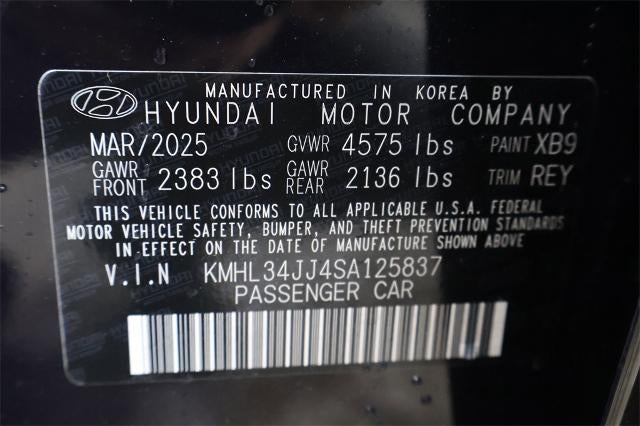 MANUFACTURED IN KOREA BY
HYUNDAI MOTOR COMPANY
MAR/2025 GVWR 4575 lbs PAINT XB9
GAWR FRONT 2383 lbs GAWR REAR 2136 lbs TRIM REY
THIS VEHICLE CONFORMS TO ALL APPLICABLE U.S.A. FEDERAL
MOTOR VEHICLE SAFETY, BUMPER, AND THEFT PREVENTION STANDARDS
IN EFFECT ON THE DATE OF MANUFACTURE SHOWN ABOVE
V.I.N KMHL34JJ4SA125837
PASSENGER CAR